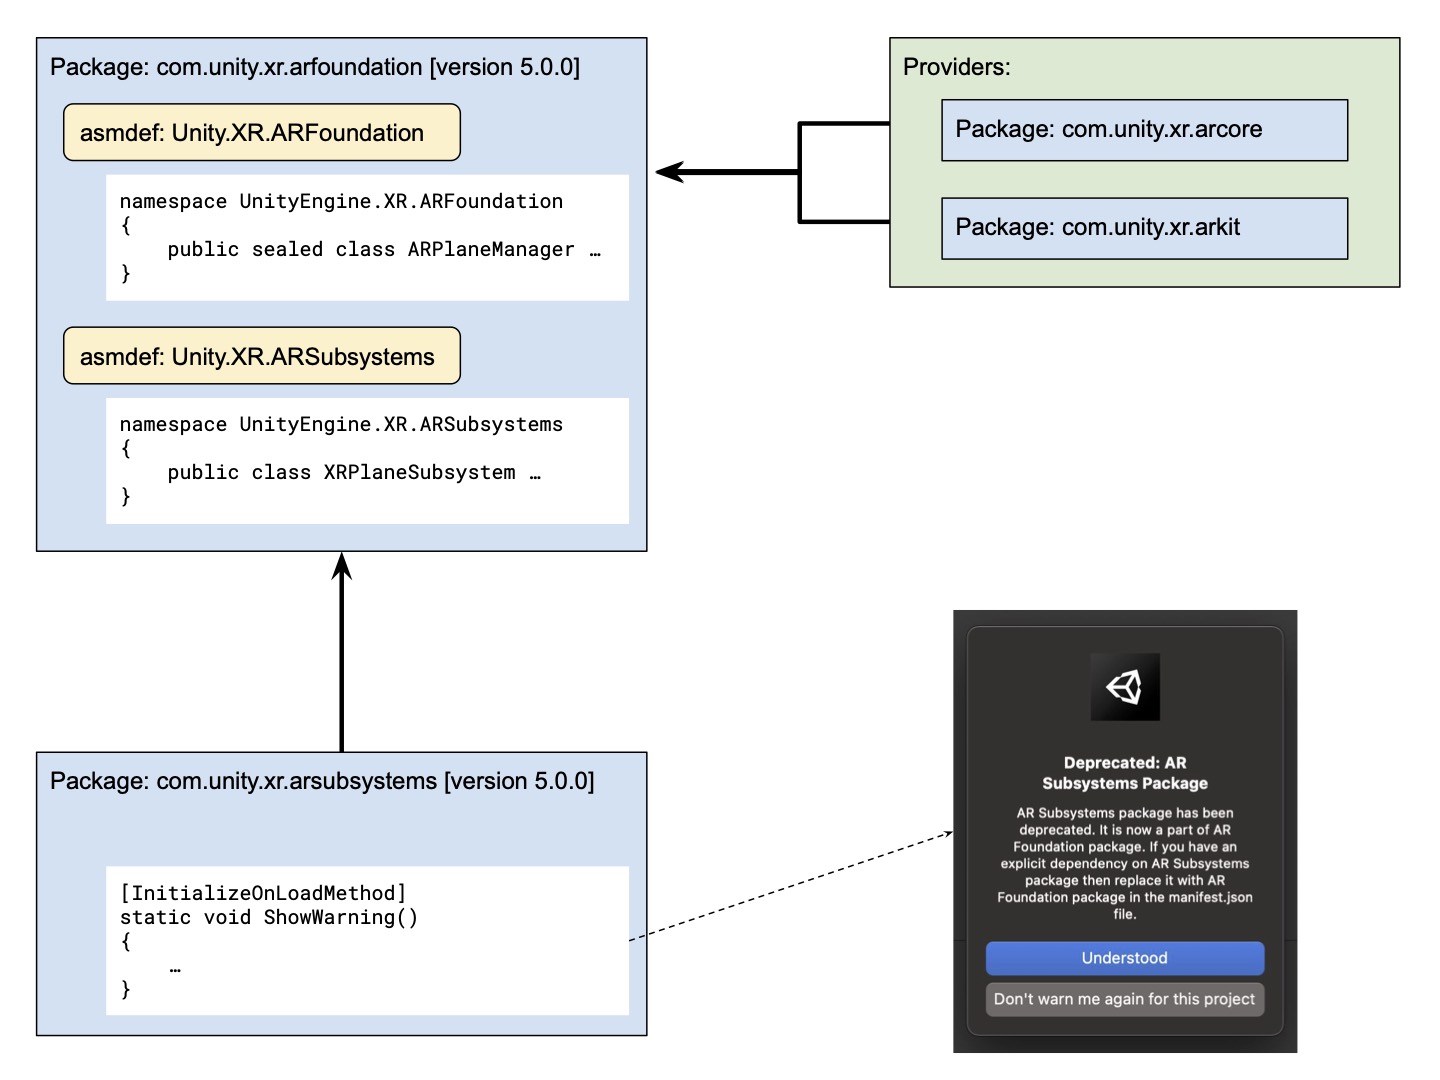 Package: com.unity.xr.arfoundation [version 5.0.0]
asmdef: Unity.XR.ARFoundation
namespace UnityEngine.XR.ARFoundation
{
    public sealed class ARPlaneManager …
}
asmdef: Unity.XR.ARSubsystems
namespace UnityEngine.XR.ARSubsystems
{
    public class XRPlaneSubsystem …
}
Providers:
Package: com.unity.xr.arcore
Package: com.unity.xr.arkit
Package: com.unity.xr.arsubsystems [version 5.0.0]
[InitializeOnLoadMethod]
static void ShowWarning()
{
    …
}
Deprecated: AR
Subsystems Package
AR Subsystems package has been
deprecated. It is now a part of AR
Foundation package. If you have an
explicit dependency on AR Subsystems
package then replace it with AR
Foundation package in the manifest.json
file.
Understood
Don't warn me again for this project